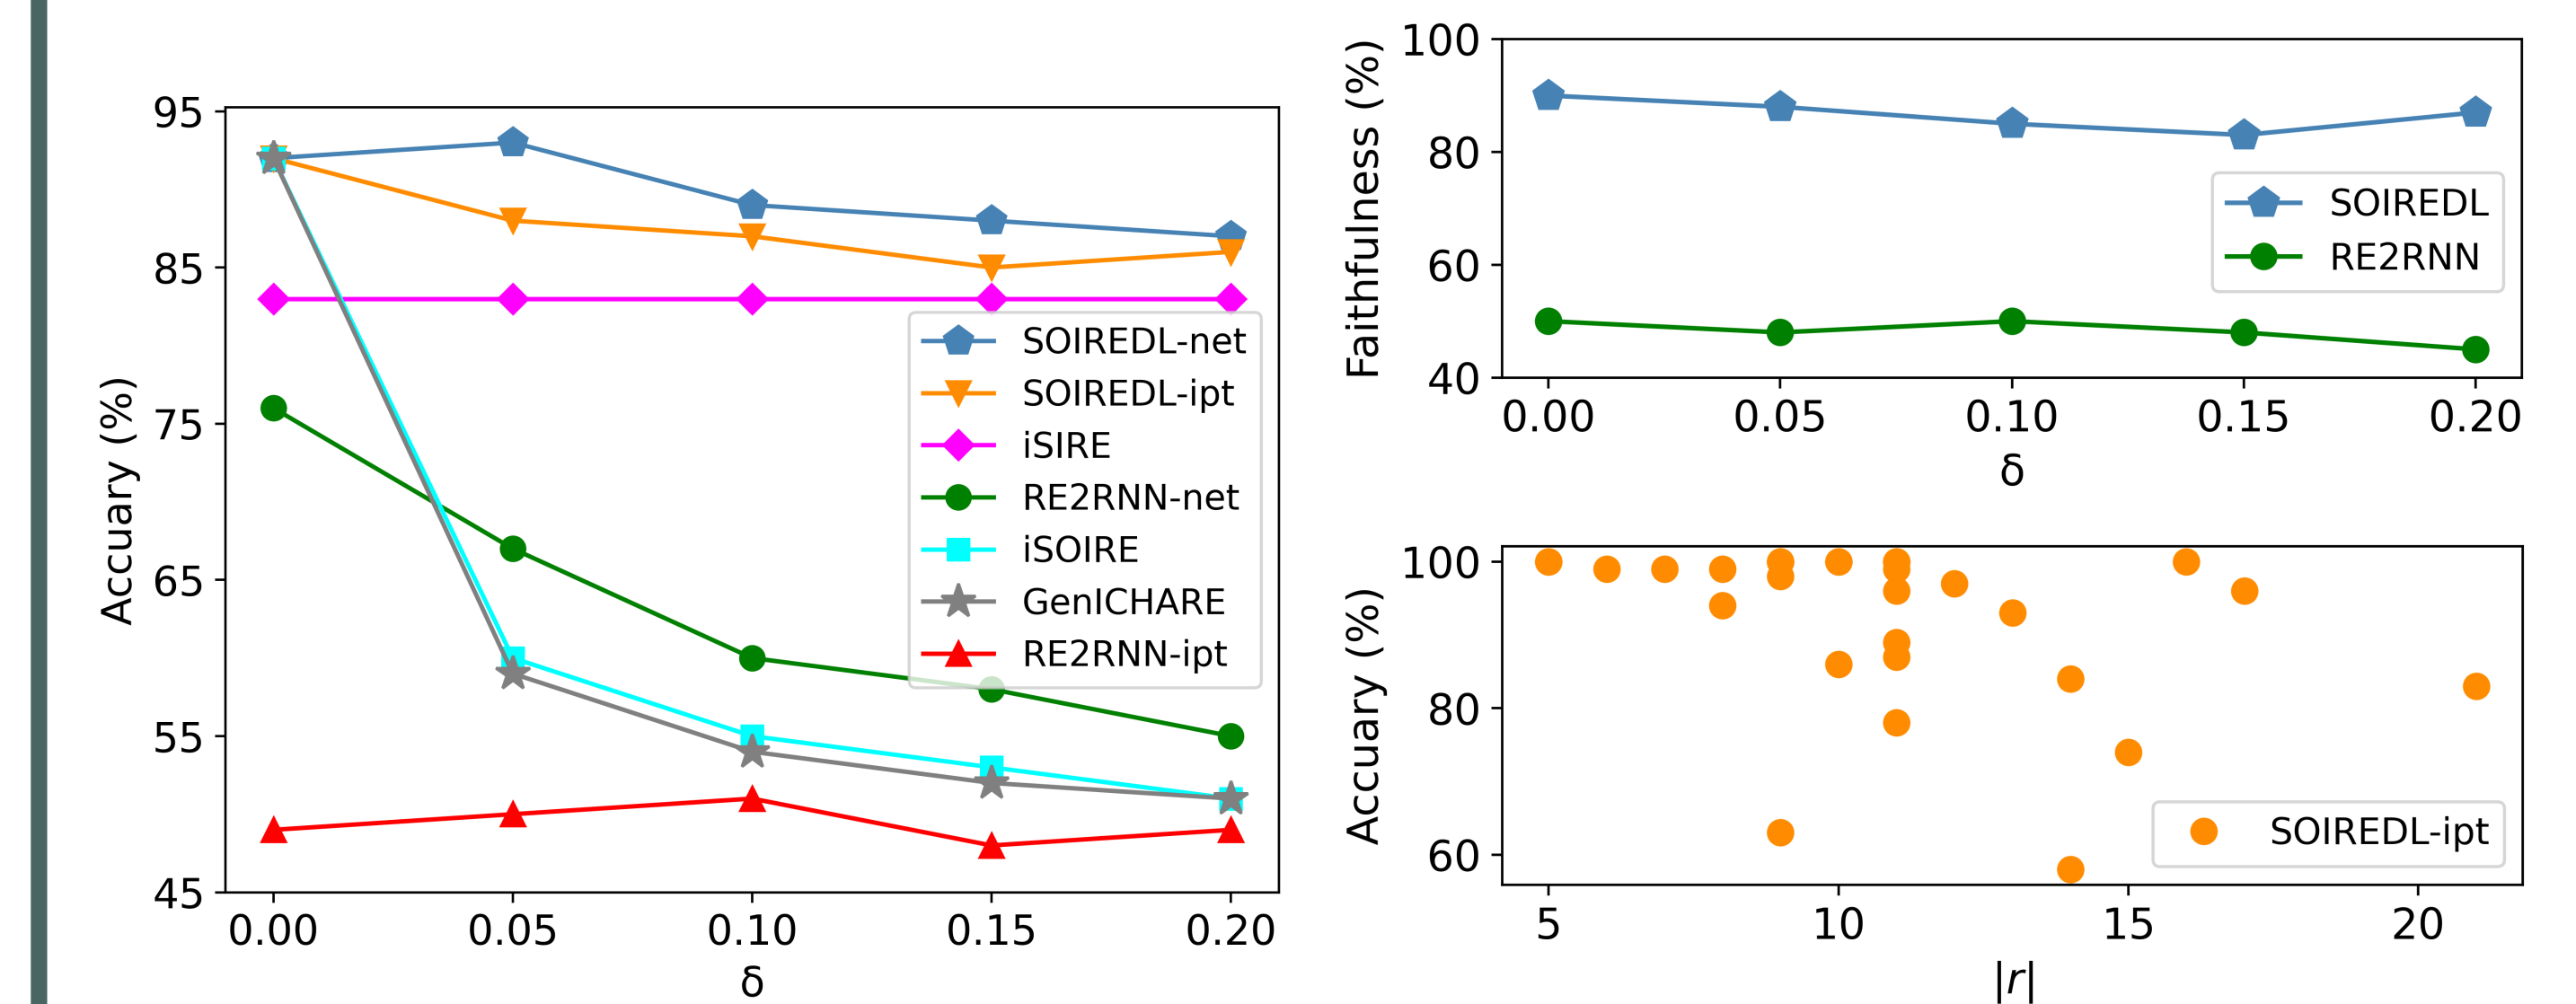 95
85
75
65
55
45
Accuary (%)
0.00 0.05 0.10 0.15 0.20
δ
SOIREDL-net
SOIREDL-ipt
iSIRE
RE2RNN-net
iSOIRE
GenICHARE
RE2RNN-ipt
100
80
60
40
Faithfulness (%)
0.00 0.05 0.10 0.15 0.20
δ
SOIREDL
RE2RNN
100
80
60
Accuary (%)
5 10 15 20
|r|
SOIREDL-ipt